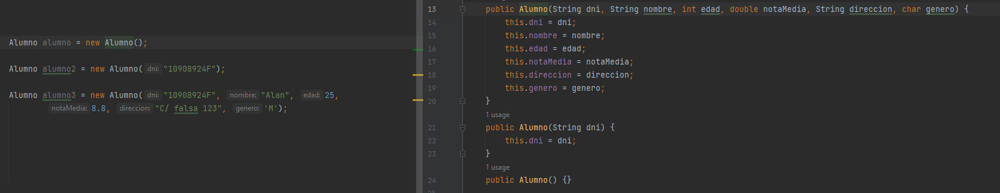 Alumno alumno = new Alumno();
Alumno alumno2 = new Alumno( dni: "10908924F");
Alumno alumno3 = new Alumno( dni: "10908924F", nombre: "Alan", edad: 25,
notaMedia: 8.8, direccion: "C/ falsa 123", genero: 'M');
13 public Alumno(String dni, String nombre, int edad, double notaMedia, String direccion, char genero) {
14 this.dni = dni;
15 this.nombre = nombre;
16 this.edad = edad;
17 this.notaMedia = notaMedia;
18 this.direccion = direccion;
19 this.genero = genero;
20 }
1 usage
21 public Alumno(String dni) {
22 this.dni = dni;
23 }
1 usage
24 public Alumno() {}